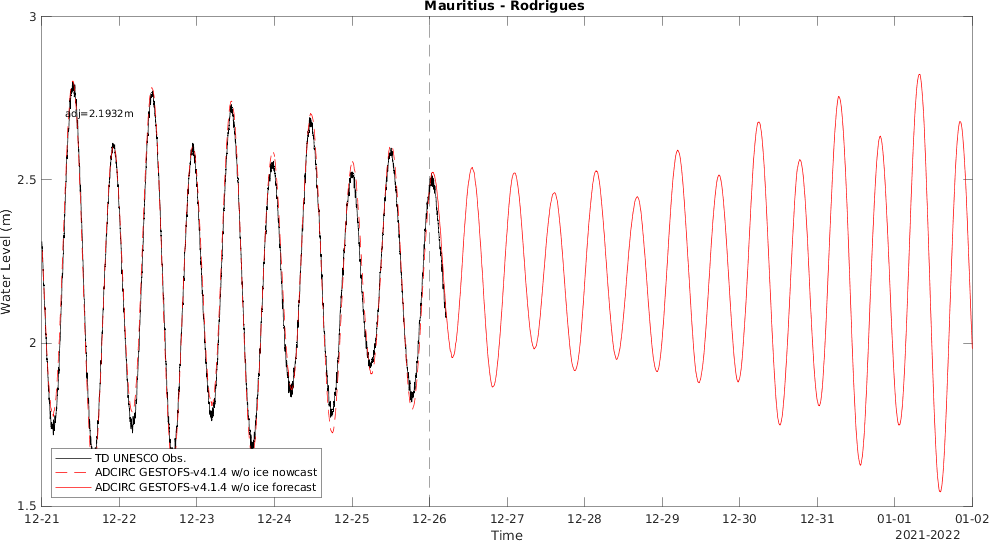 Mauritius - Rodrigues
3
2.5
2
1.5
Water Level (m)
adj=2.1932m
TD UNESCO Obs.
ADCIRC GESTOFS-v4.1.4 w/o ice nowcast
ADCIRC GESTOFS-v4.1.4 w/o ice forecast
12-21 12-22 12-23 12-24 12-25 12-26 12-27 12-28 12-29 12-30 12-31 01-01 01-02
Time
2021-2022